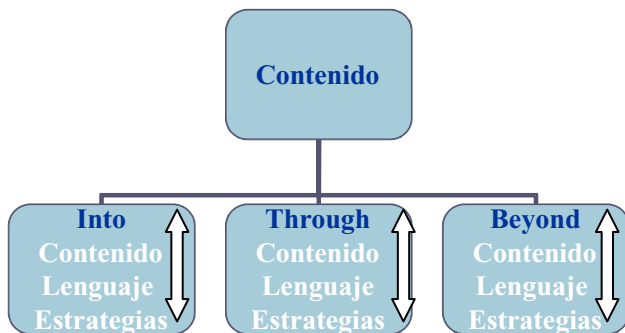 Contenido
Into
Contenido
Lenguaje
Estrategias
Through
Contenido
Lenguaje
Estrategias
Beyond
Contenido
Lenguaje
Estrategias